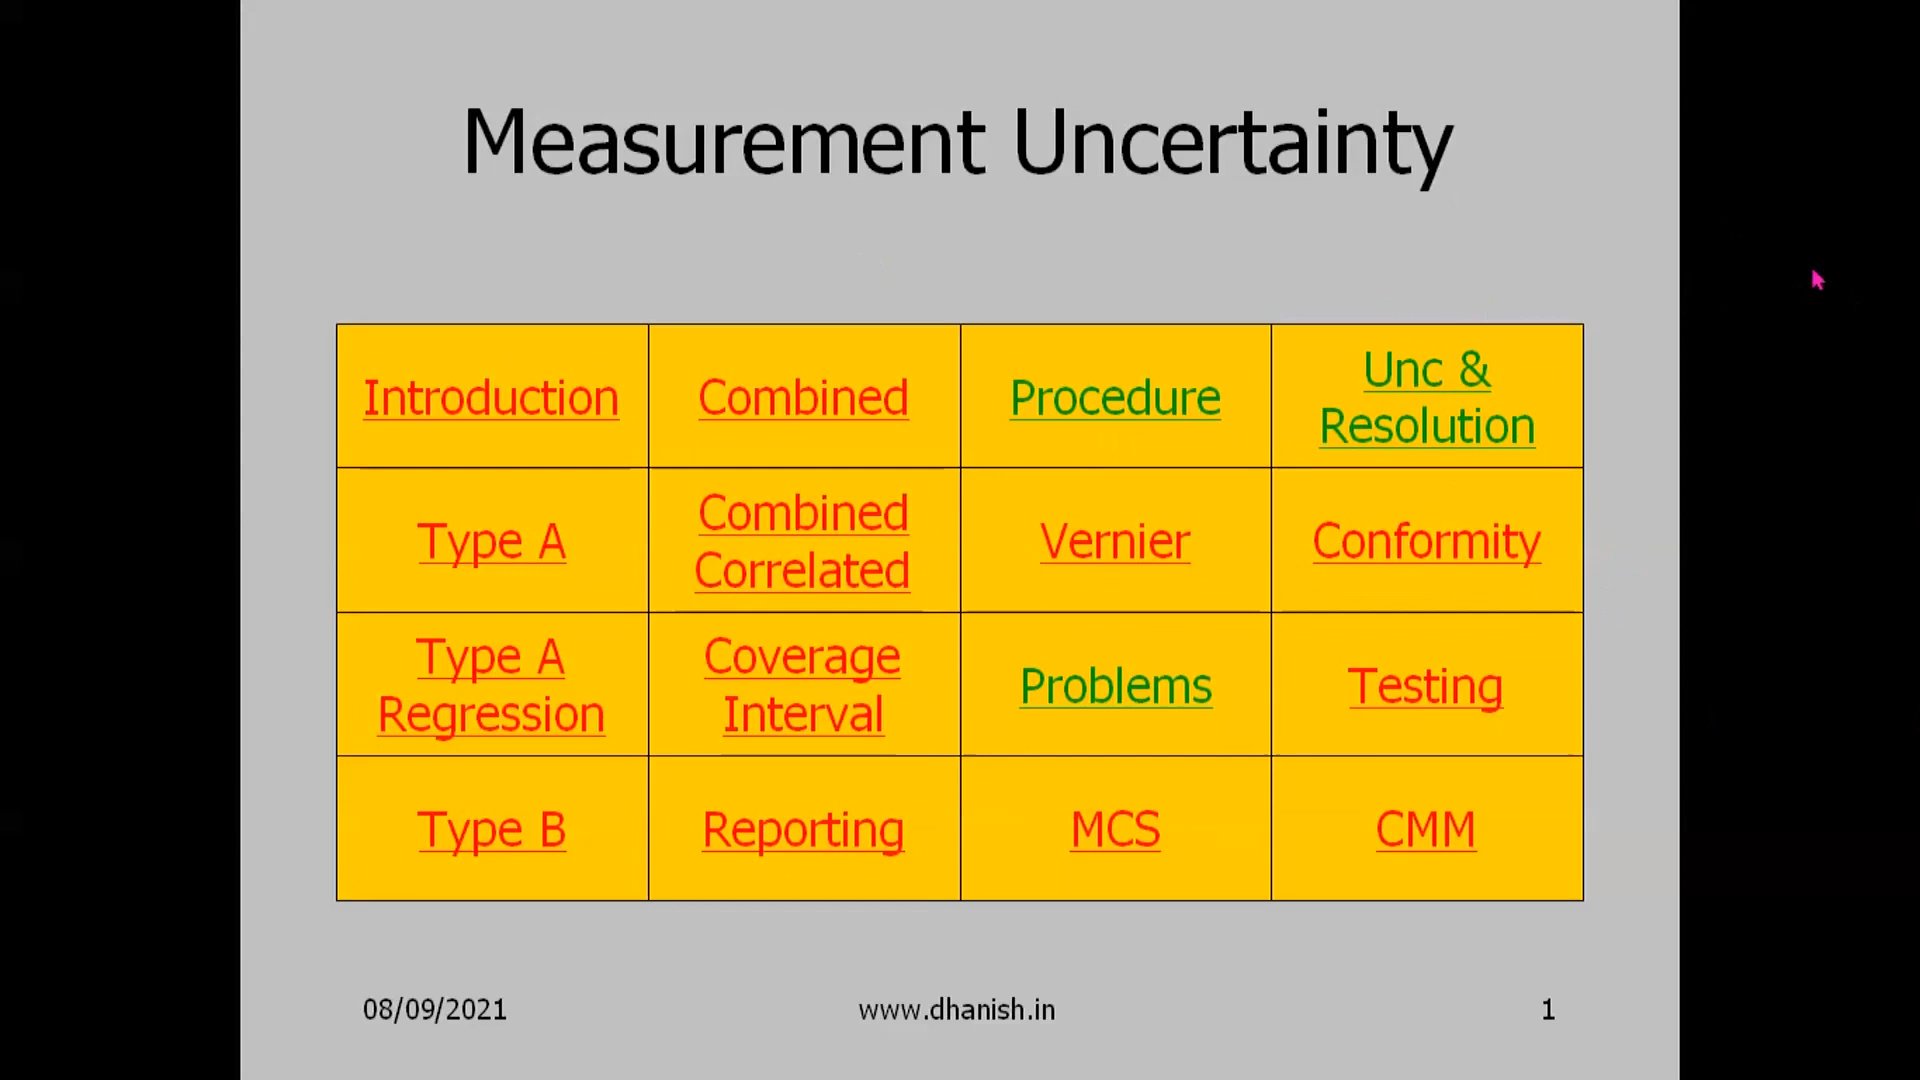 Measurement Uncertainty
Introduction
Combined
Procedure
Unc &
Resolution
Type A
Combined
Correlated
Vernier
Conformity
Type A
Regression
Coverage
Interval
Problems
Testing
Type B
Reporting
MCS
CMM
08/09/2021
www.dhanish.in
1